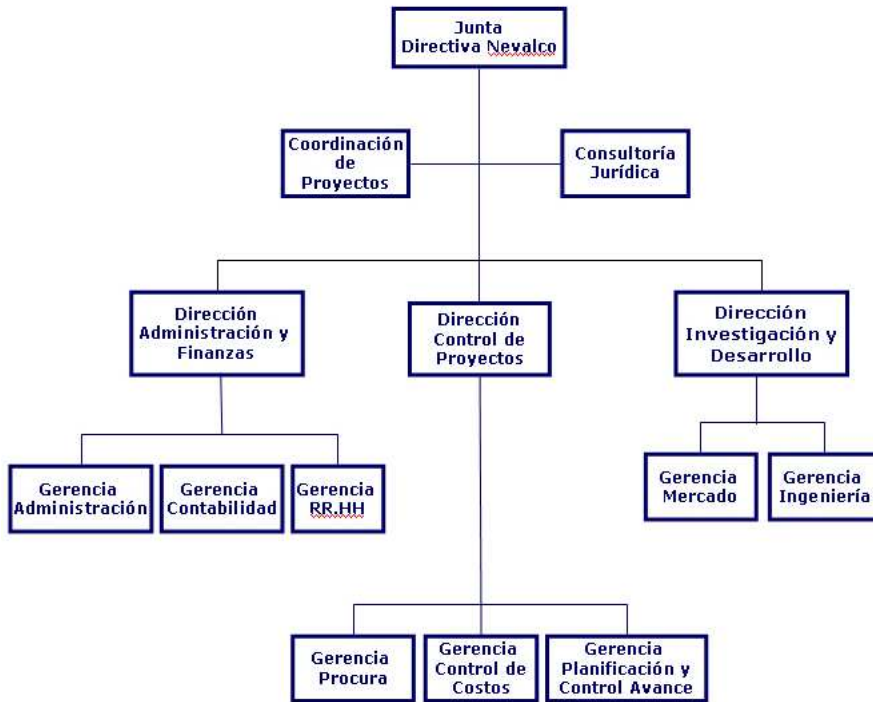 Junta
Directiva Nevalco
Coordinación
de
Proyectos
Consultoría
Jurídica
Dirección
Administración y
Finanzas
Dirección
Control de
Proyectos
Dirección
Investigación y
Desarrollo
Gerencia
Administración
Gerencia
Contabilidad
Gerencia
RR.HH
Gerencia
Mercado
Gerencia
Ingeniería
Gerencia
Procura
Gerencia
Control de
Costos
Gerencia
Planificación y
Control Avance